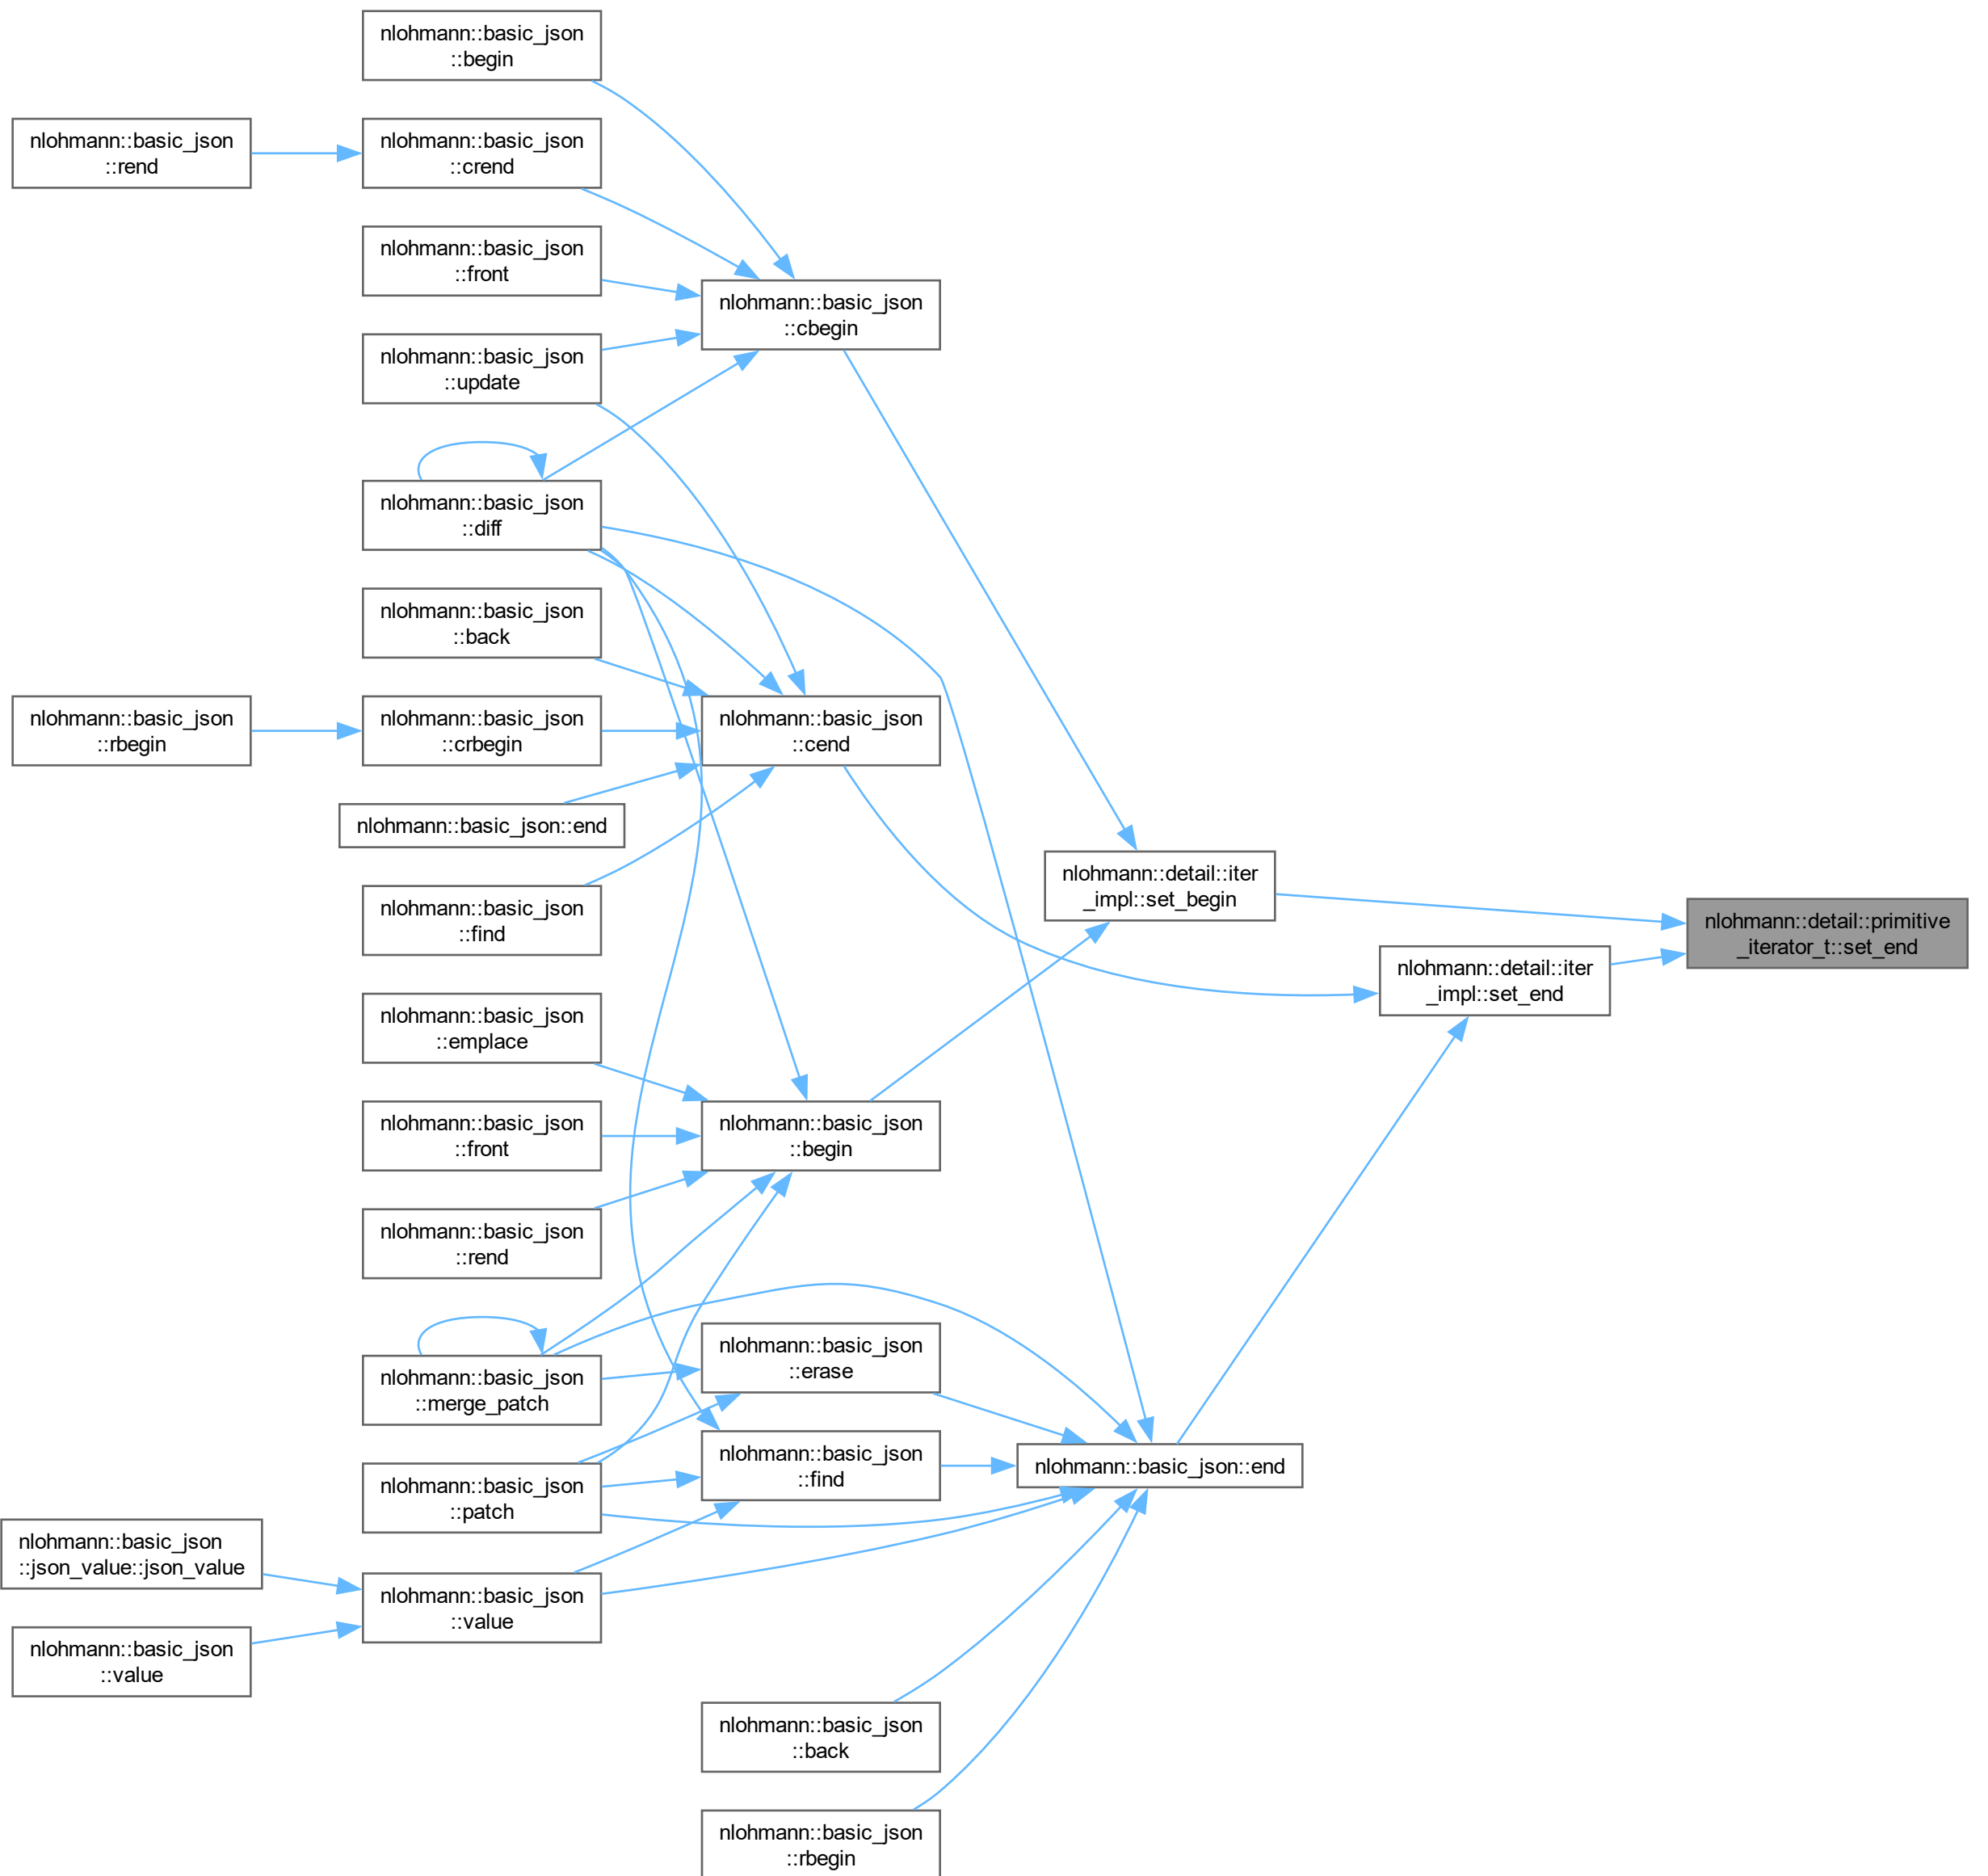 nlohmann::basic_json
::begin
nlohmann::basic_json
::rend
nlohmann::basic_json
::crend
nlohmann::basic_json
::front
nlohmann::basic_json
::cbegin
nlohmann::basic_json
::update
nlohmann::basic_json
::diff
nlohmann::basic_json
::back
nlohmann::basic_json
::rbegin
nlohmann::basic_json
::crbegin
nlohmann::basic_json
::cend
nlohmann::basic_json::end
nlohmann::basic_json
::find
nlohmann::detail::iter
_impl::set_begin
nlohmann::detail::primitive
_iterator_t::set_end
nlohmann::detail::iter
_impl::set_end
nlohmann::basic_json
::emplace
nlohmann::basic_json
::front
nlohmann::basic_json
::begin
nlohmann::basic_json
::rend
nlohmann::basic_json
::erase
nlohmann::basic_json
::merge_patch
nlohmann::basic_json
::find
nlohmann::basic_json::end
nlohmann::basic_json
::patch
nlohmann::basic_json
::json_value::json_value
nlohmann::basic_json
::value
nlohmann::basic_json
::value
nlohmann::basic_json
::back
nlohmann::basic_json
::rbegin